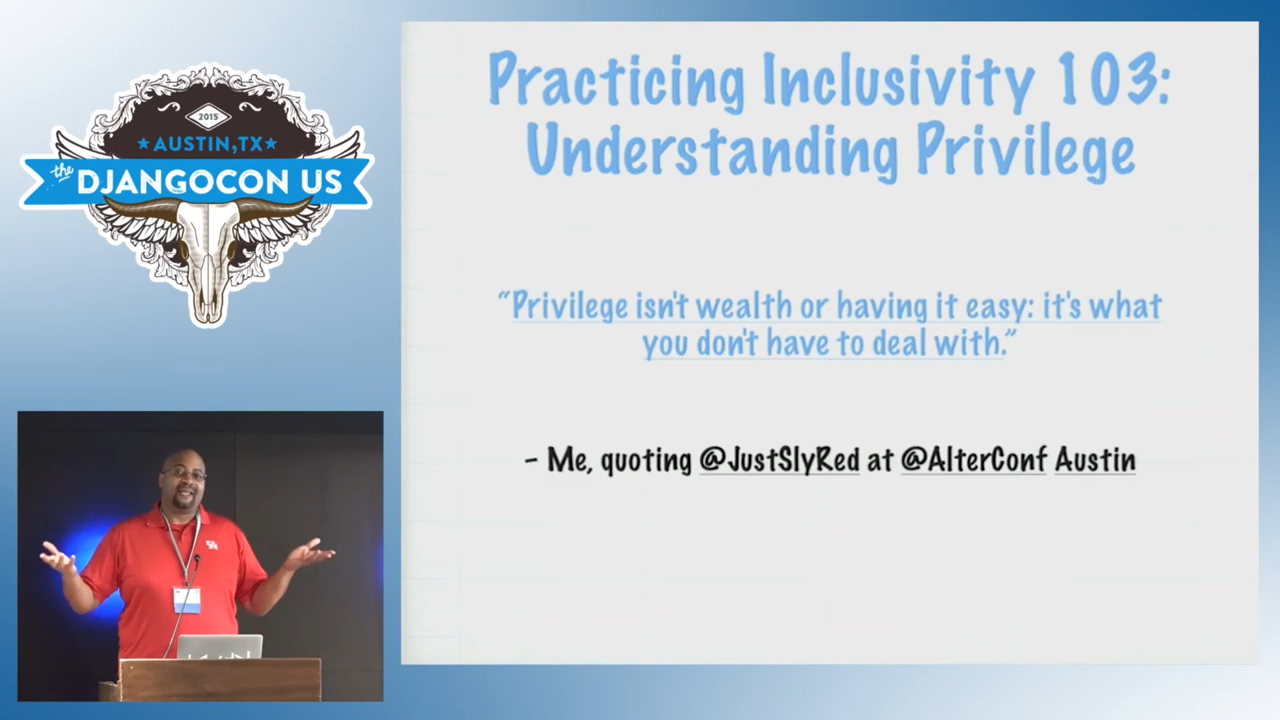 2015
AUSTIN, TX
the
DJANGOCON US
Practicing Inclusivity 103:
Understanding Privilege
“Privilege isn't wealth or having it easy: it's what
you don't have to deal with.”
- Me, quoting @JustSlyRed at @AlterConf Austin